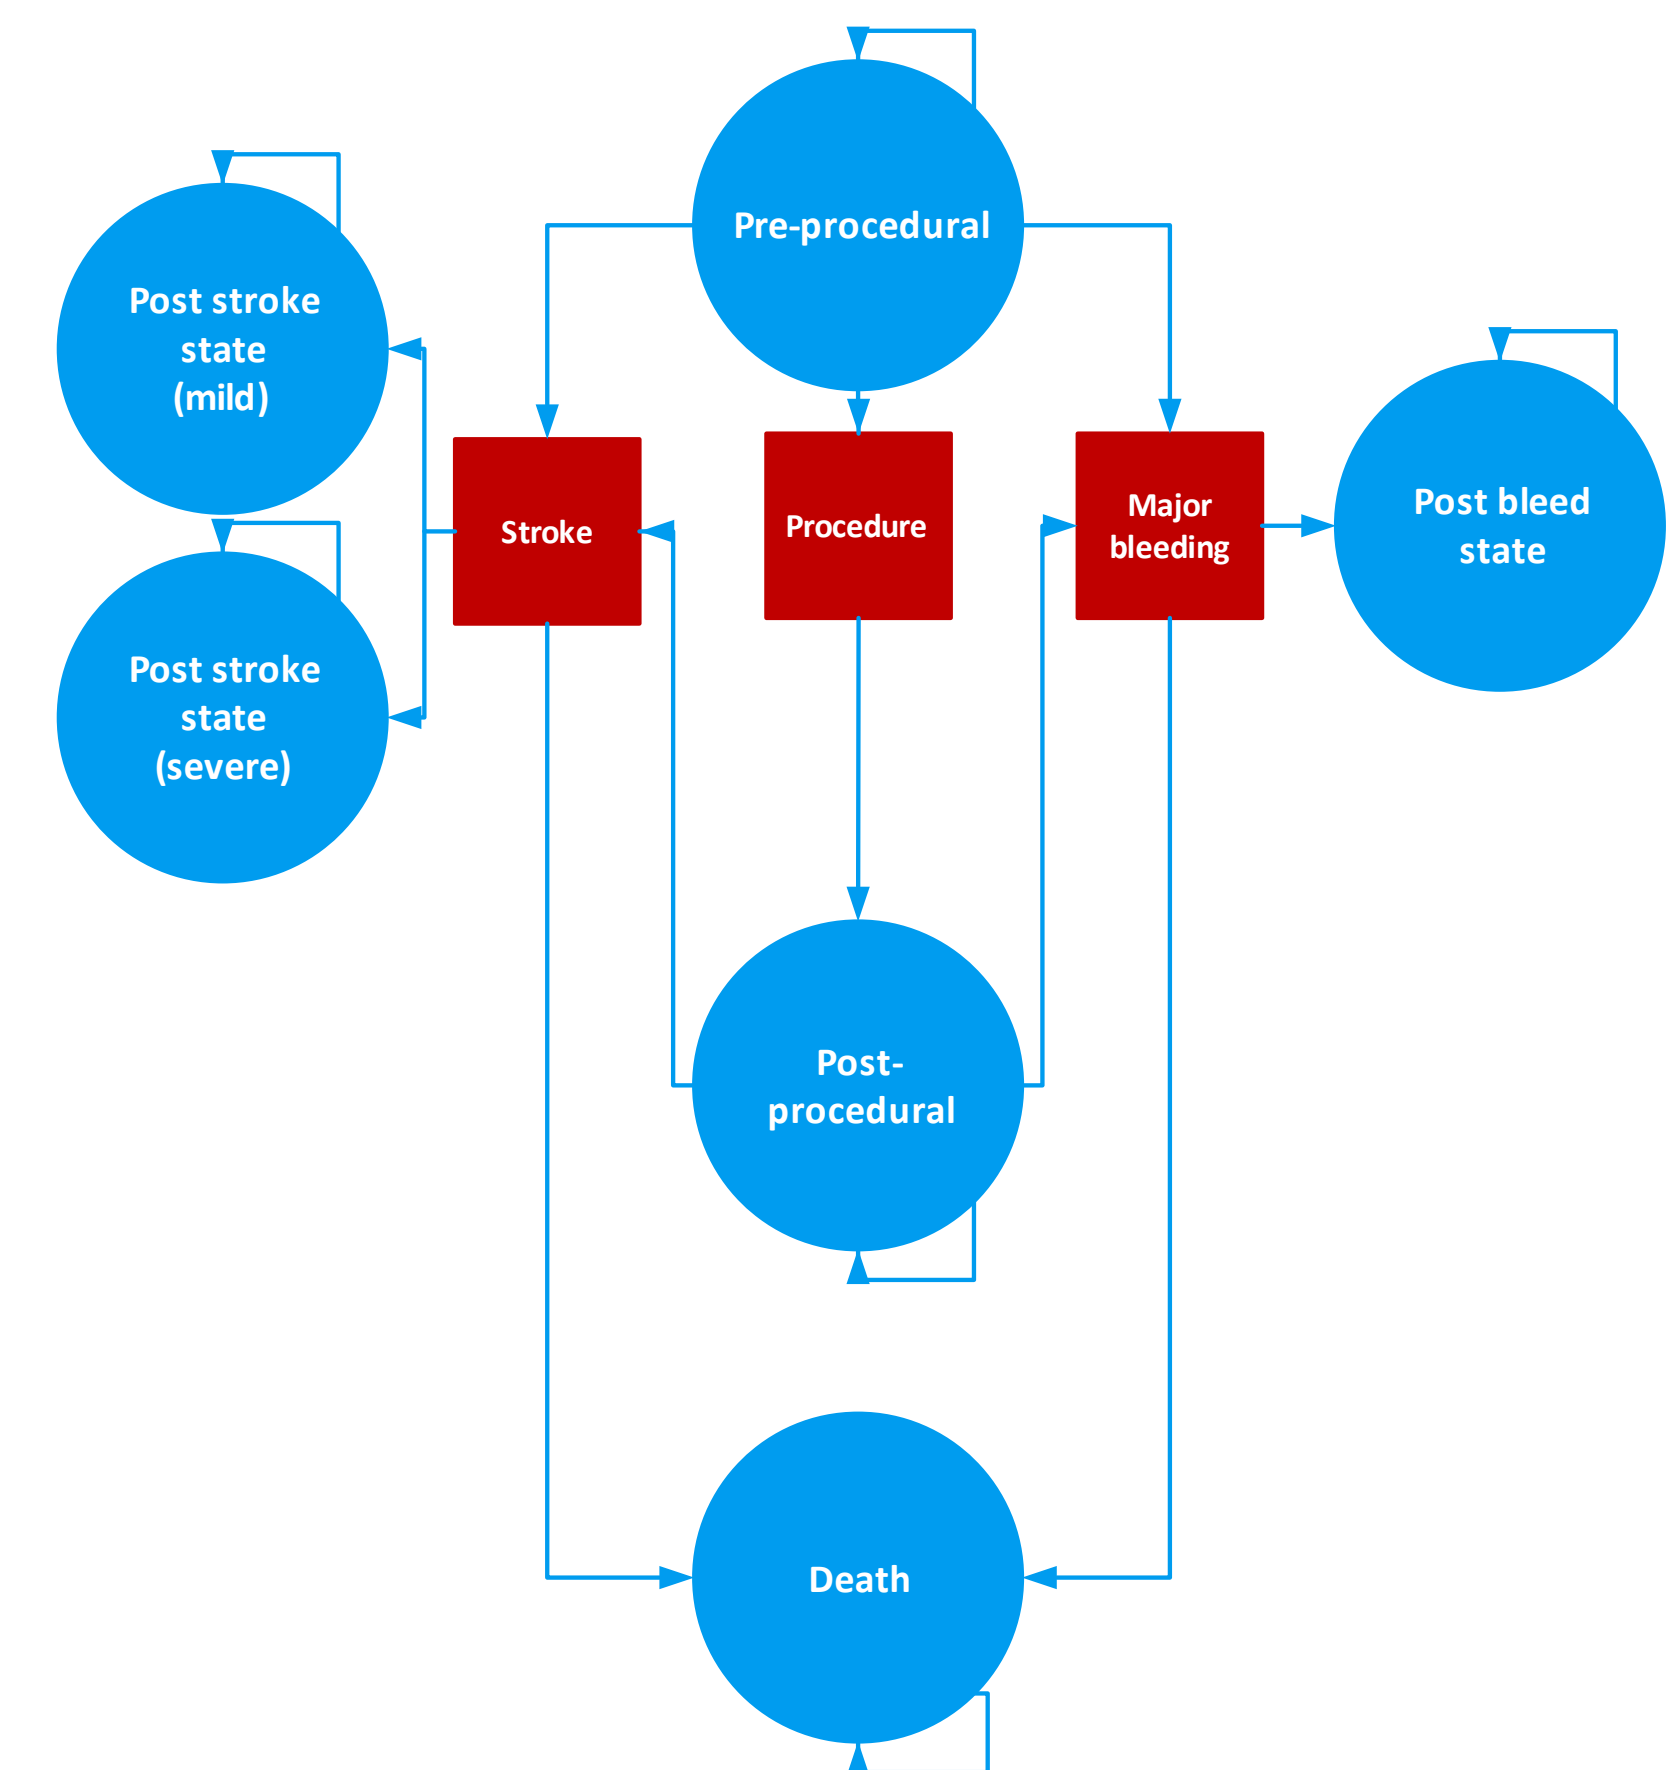 Pre-procedural
Post stroke
state
(mild)
Post stroke
state
(severe)
Stroke
Procedure
Major
bleeding
Post bleed
state
Post-
procedural
Death